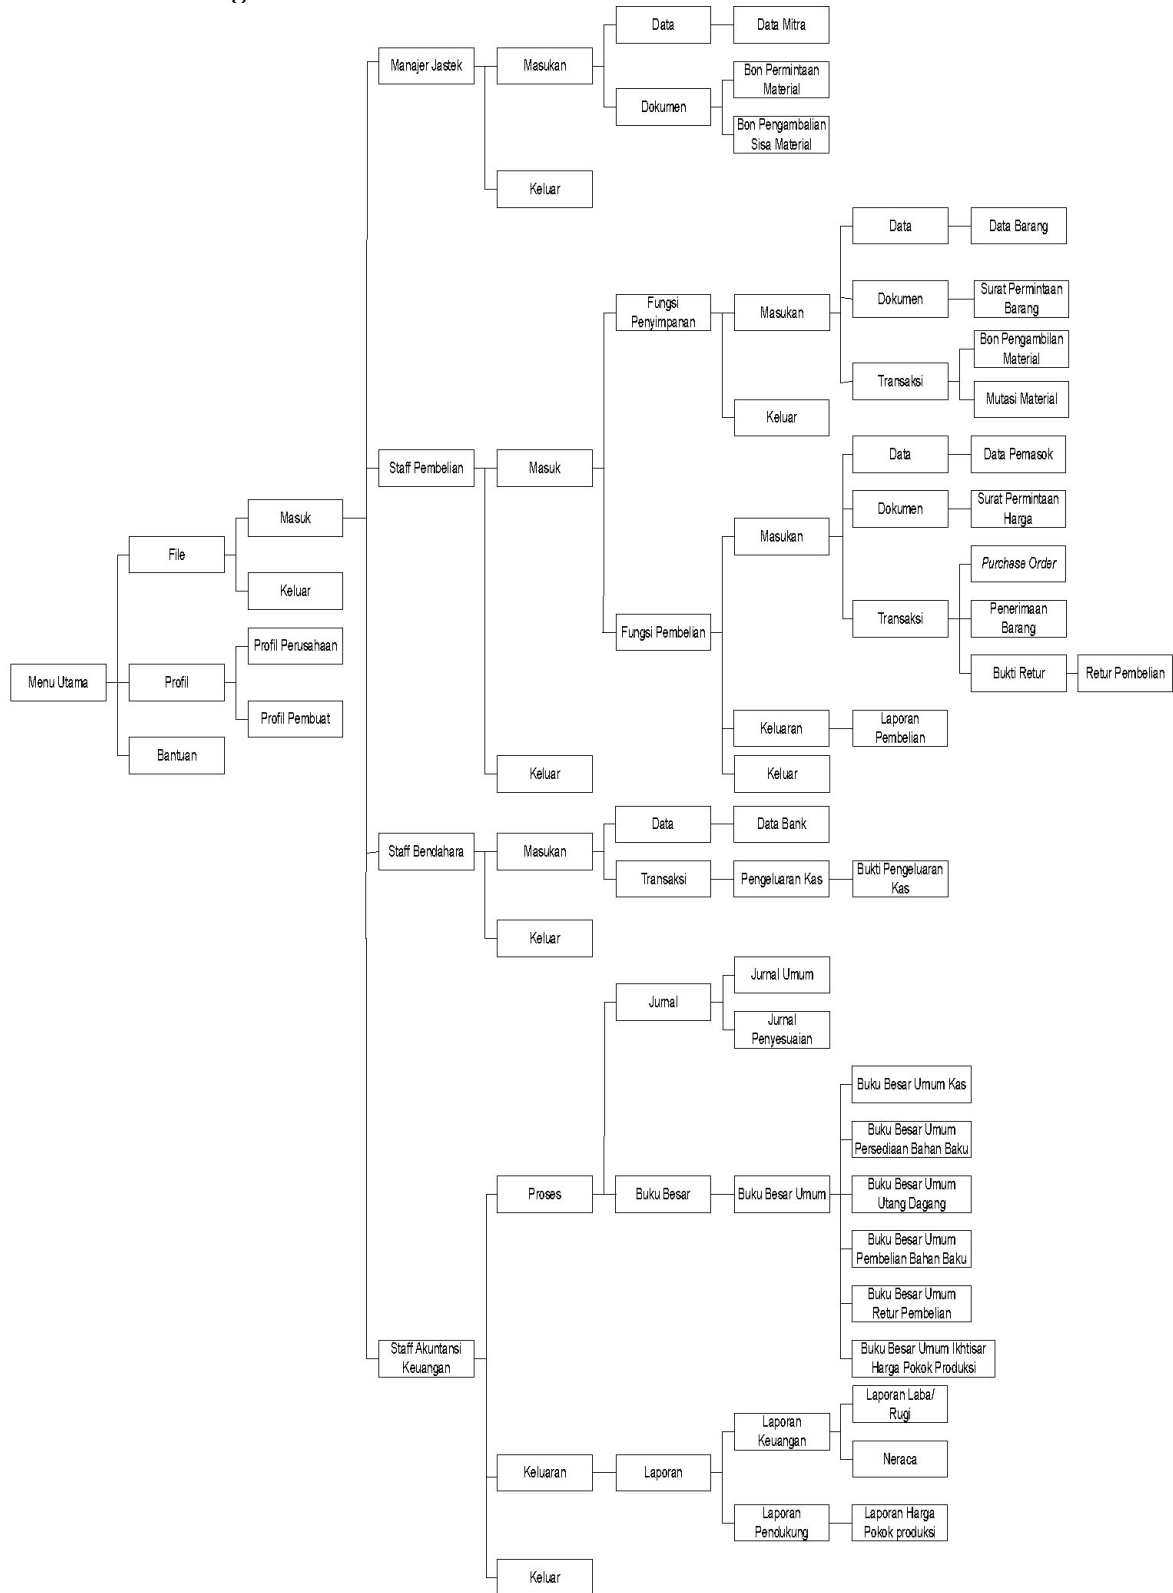 g
Data
Data Mitra
Manajer Jastek
Masukan
Bon Permintaan
Material
Dokumen
Bon Pengambalian
Sisa Material
Keluar
Data
Data Barang
Fungsi
Penyimpanan
Masukan
Dokumen
Surat Permintaan
Barang
Bon Pengambilan
Material
Transaksi
Mutasi Material
Keluar
Staff Pembelian
Masuk
Data
Data Pemasok
Masuk
Dokumen
Surat Permintaan
Harga
File
Masukan
Purchase Order
Keluar
Transaksi
Penerimaan
Barang
Fungsi Pembelian
Profil Perusahaan
Menu Utama
Profil
Bukti Retur
Retur Pembelian
Profil Pembuat
Keluaran
Laporan
Pembelian
Bantuan
Keluar
Keluar
Data
Data Bank
Staff Bendahara
Masukan
Transaksi
Pengeluaran Kas
Bukti Pengeluaran
Kas
Keluar
Jurnal Umum
Jurnal
Jurnal
Penyesuaian
Buku Besar Umum Kas
Buku Besar Umum
Persediaan Bahan Baku
Proses
Buku Besar
Buku Besar Umum
Buku Besar Umum
Utang Dagang
Buku Besar Umum
Pembelian Bahan Baku
Buku Besar Umum
Retur Pembelian
Staff Akuntansi
Keuangan
Buku Besar Umum Ikhtisar
Harga Pokok Produksi
Laporan Laba/
Rugi
Laporan
Keuangan
Neraca
Keluaran
Laporan
Laporan
Pendukung
Laporan Harga
Pokok produksi
Keluar